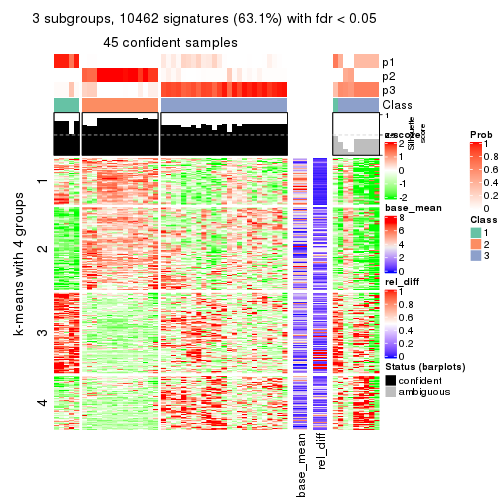 3 subgroups, 10462 signatures (63.1%) with fdr < 0.05
45 confident samples
p1
p2
p3
Class
1
Silhouette
score
z-score
2
1
0
-1
-2
Prob
1
0.8
0.6
0.4
0.2
0
base_mean
8
6
4
2
0
Class
1
2
3
rel_diff
1
0.8
0.6
0.4
0.2
0
Status (barplots)
confident
ambiguous
k-means with 4 groups
1
2
3
4
base_mean
rel_diff